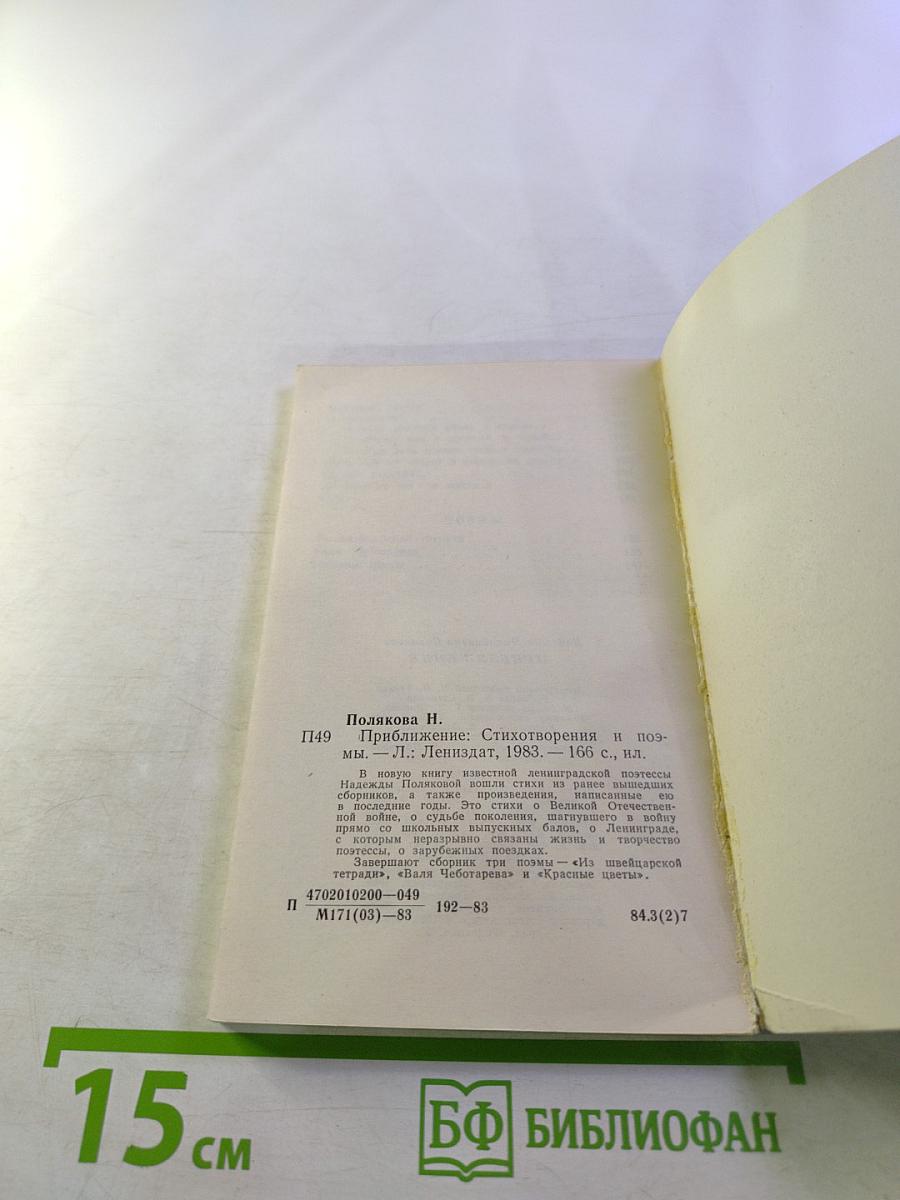 Полякова Н.
П49 Приближение: Стихотворения и поэ-
мы. — Л.: Лениздат, 1983. — 166 с., ил.
В новую книгу известной ленинградской поэтессы
Надежды Поляковой вошли стихи из ранее вышедших
сборников, а также произведения, написанные ею
в последние годы. Это стихи о Великой Отечествен-
ной войне, о судьбе поколения, шагнувшего в войну
прямо со школьных выпускных балов, о Ленинграде,
с которым неразрывно связаны жизнь и творчество
поэтессы, о зарубежных поездках.
Завершают сборник три поэмы — «Из швейцарской
тетради», «Валя Чеботарева» и «Красные цветы».
П 4702010200—049
М171(03)—83 192—83
84.3(2)7
15 см
БФ БИБЛИОФАН